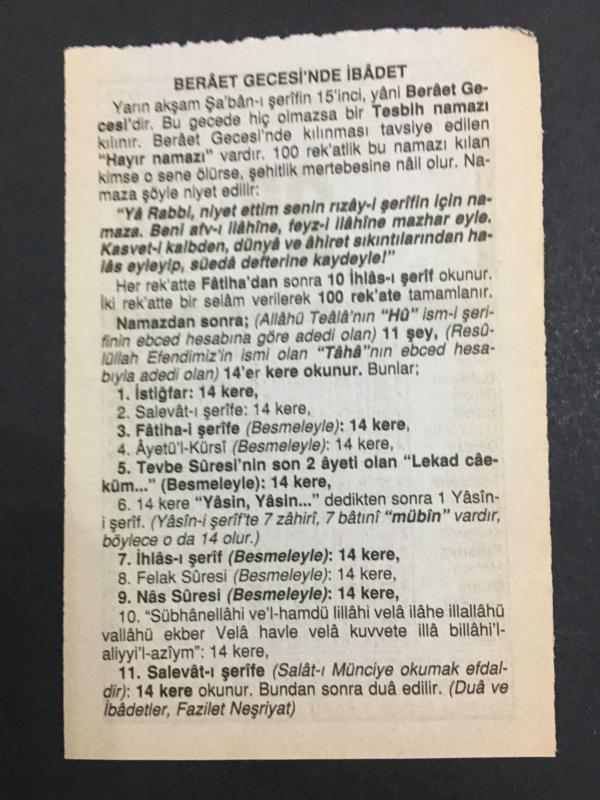 BERÂET GECESİ'NDE İBÂDET
Yarın akşam Şa'bân-ı şerîfin 15'inci, yâni Berâet Ge-
cesi'dir. Bu gecede hiç olmazsa bir Tesbih namazı
kılınır. Berâet Gecesi'nde kılınması tavsiye edilen
"Hayır namazı" vardır. 100 rek'atlik bu namazı kılan
kimse o sene ölürse, şehitlik mertebesine nâil olur. Na-
maza şöyle niyet edilir:
"Yâ Rabbi, niyet ettim senin rızây-i şerîfin için na-
maza. Beni afv-ı ilâhîne, feyz-i ilâhîne mazhar eyle.
Kasvet-i kalbden, dünyâ ve âhiret sıkıntılarından ha-
lâs eyleyip, süedâ defterine kaydeyle!"
Her rek'atte Fâtiha'dan sonra 10 İhlâs-ı şerîf okunur.
İki rek'atte bir selâm verilerek 100 rek'ate tamamlanır.
Namazdan sonra; (Allâhü Teâlâ'nın "Hû" ism-i şeri-
finin ebced hesabına göre adedi olan) 11 şey, (Resû-
lüllah Efendimiz'in ismi olan "Tâhâ"nın ebced hesa-
bıyla adedi olan) 14'er kere okunur. Bunlar;
1. İstiğfar: 14 kere,
2. Salevât-ı şerîfe: 14 kere,
3. Fâtiha-i şerîfe (Besmeleyle): 14 kere,
4. Âyetü'l-Kürsî (Besmeleyle): 14 kere,
5. Tevbe Sûresi'nin son 2 âyeti olan "Lekad câe-
küm..." (Besmeleyle): 14 kere,
6. 14 kere "Yâsin, Yâsin..." dedikten sonra 1 Yâsîn-
i şerîf. (Yâsîn-i şerîf'te 7 zâhirî, 7 bâtınî "mübîn" vardır,
böylece o da 14 olur.)
7. İhlâs-ı şerîf (Besmeleyle): 14 kere,
8. Felak Sûresi (Besmeleyle): 14 kere,
9. Nâs Sûresi (Besmeleyle): 14 kere,
10. "Sübhânellâhi ve'l-hamdü lillâhi velâ ilâhe illallâhü
vallâhü ekber Velâ havle velâ kuvvete illâ billâhi'l-
aliyyi'l-azîym": 14 kere,
11. Salevât-ı şerîfe (Salât-ı Münciye okumak efdal-
dir): 14 kere okunur. Bundan sonra duâ edilir. (Duâ ve
İbâdetler, Fazilet Neşriyat)